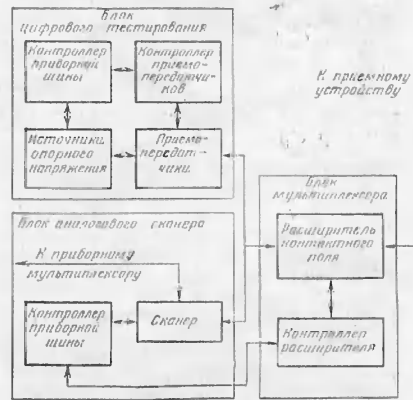 Блок
цифрового тестирования
Контроллер
приборной
шины
Контроллер
приемо-
передатчи-
ков
Источники
опорного
напряжения
Приемо-
передат-
чики
К приемному
устройству
Блок аналогового сканера
К приборному
мультиплексору
Контроллер
приборной
шины
Сканер
Блок
мультиплексора
Расширитель
контактного
поля
Контроллер
расширителя